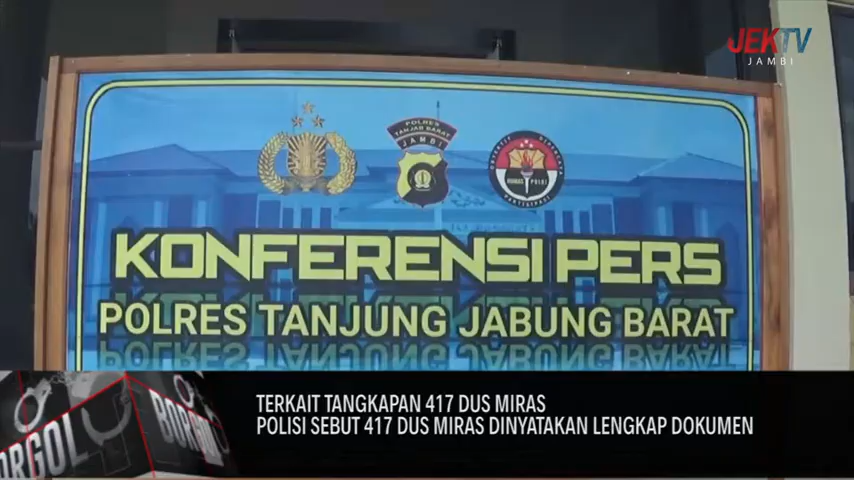 JEKTV
JAMBI
POLRES
TANJAB BARAT
JAMBI
KONFERENSI PERS
POLRES TANJUNG JABUNG BARAT
TERKAIT TANGKAPAN 417 DUS MIRAS
POLISI SEBUT 417 DUS MIRAS DINYATAKAN LENGKAP DOKUMEN
BORGOL
BORGOL